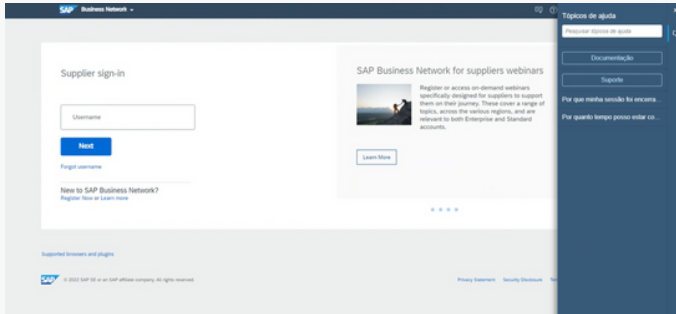 SAP Business Network
Tópicos de ajuda
Pesquisar tópicos de ajuda
Documentação
Suporte
Por que minha sessão foi encerra...
Por quanto tempo posso estar co...
Supplier sign-in
Username
Next
Forgot username
New to SAP Business Network?
Register Now or Learn more
SAP Business Network for suppliers webinars
Register or access on-demand webinars
specifically designed for suppliers to support
them on their journey. These cover a range of
topics, across the various regions, and are
relevant to both Enterprise and Standard
accounts.
Learn More
Supported browsers and plugins
SAP © 2022 SAP SE or an SAP affiliate company. All rights reserved.
Privacy Statement Security Disclosure